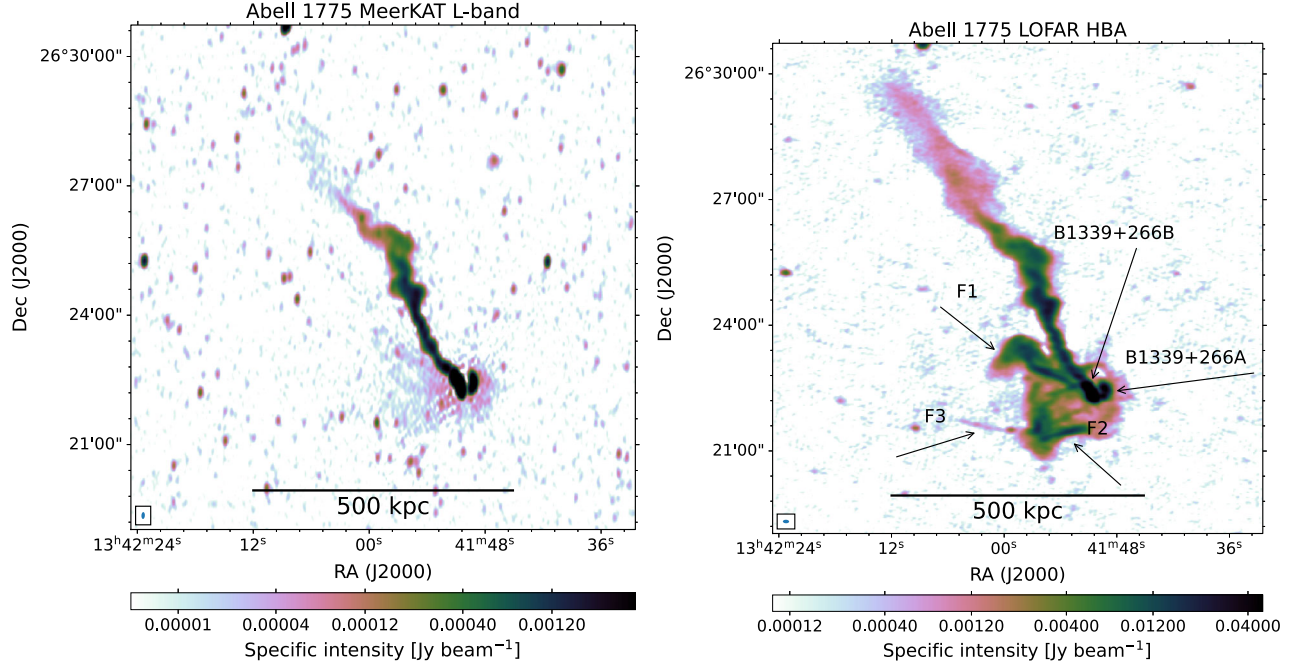 Abell 1775 MeerKAT L-band
26°30'00"
27'00"
24'00"
21'00"
Dec (J2000)
500 kpc
13ʰ42ᵐ24ˢ 12ˢ 00ˢ 41ᵐ48ˢ 36ˢ
RA (J2000)
0.00001 0.00004 0.00012 0.00040 0.00120
Specific intensity [Jy beam⁻¹]
Abell 1775 LOFAR HBA
26°30'00"
27'00"
24'00"
21'00"
Dec (J2000)
B1339+266B
F1
B1339+266A
F3
F2
500 kpc
13ʰ42ᵐ24ˢ 12ˢ 00ˢ 41ᵐ48ˢ 36ˢ
RA (J2000)
0.00012 0.00040 0.00120 0.00400 0.01200 0.04000
Specific intensity [Jy beam⁻¹]